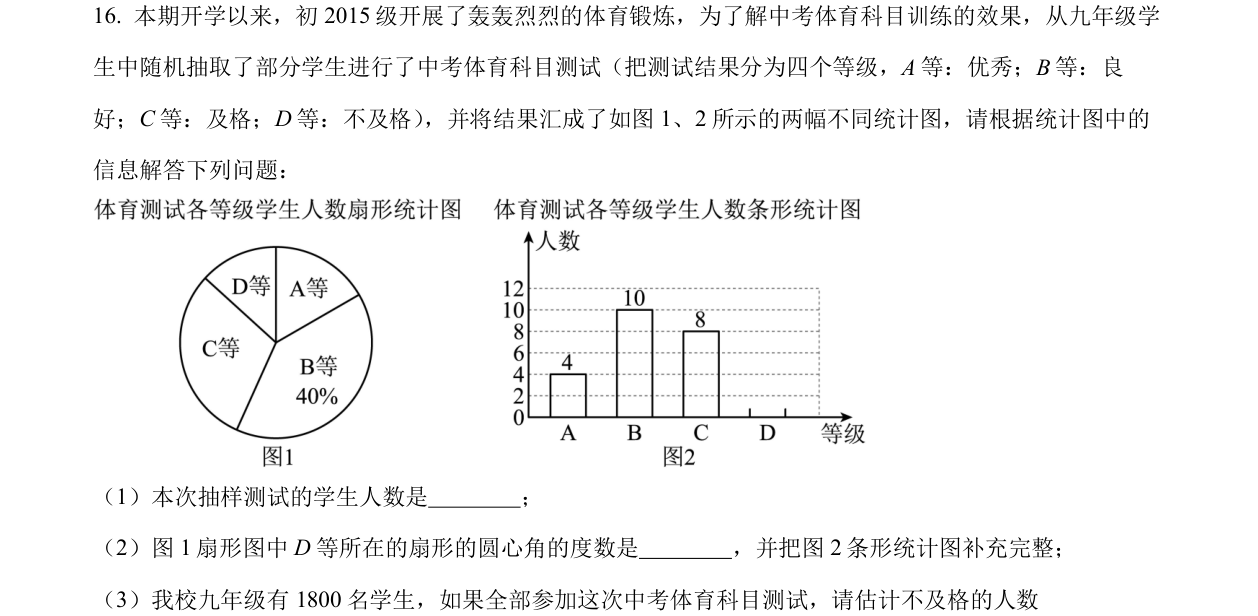 16. 本期开学以来，初 2015 级开展了轰轰烈烈的体育锻炼，为了解中考体育科目训练的效果，从九年级学
生中随机抽取了部分学生进行了中考体育科目测试（把测试结果分为四个等级，A 等：优秀；B 等：良
好；C 等：及格；D 等：不及格），并将结果汇成了如图 1、2 所示的两幅不同统计图，请根据统计图中的
信息解答下列问题：
体育测试各等级学生人数扇形统计图
D等
A等
C等
B等
40%
图1
体育测试各等级学生人数条形统计图
人数
12
10
8
6
4
2
0
4
10
8
A B C D 等级
图2
（1）本次抽样测试的学生人数是________；
（2）图 1 扇形图中 D 等所在的扇形的圆心角的度数是________，并把图 2 条形统计图补充完整；
（3）我校九年级有 1800 名学生，如果全部参加这次中考体育科目测试，请估计不及格的人数